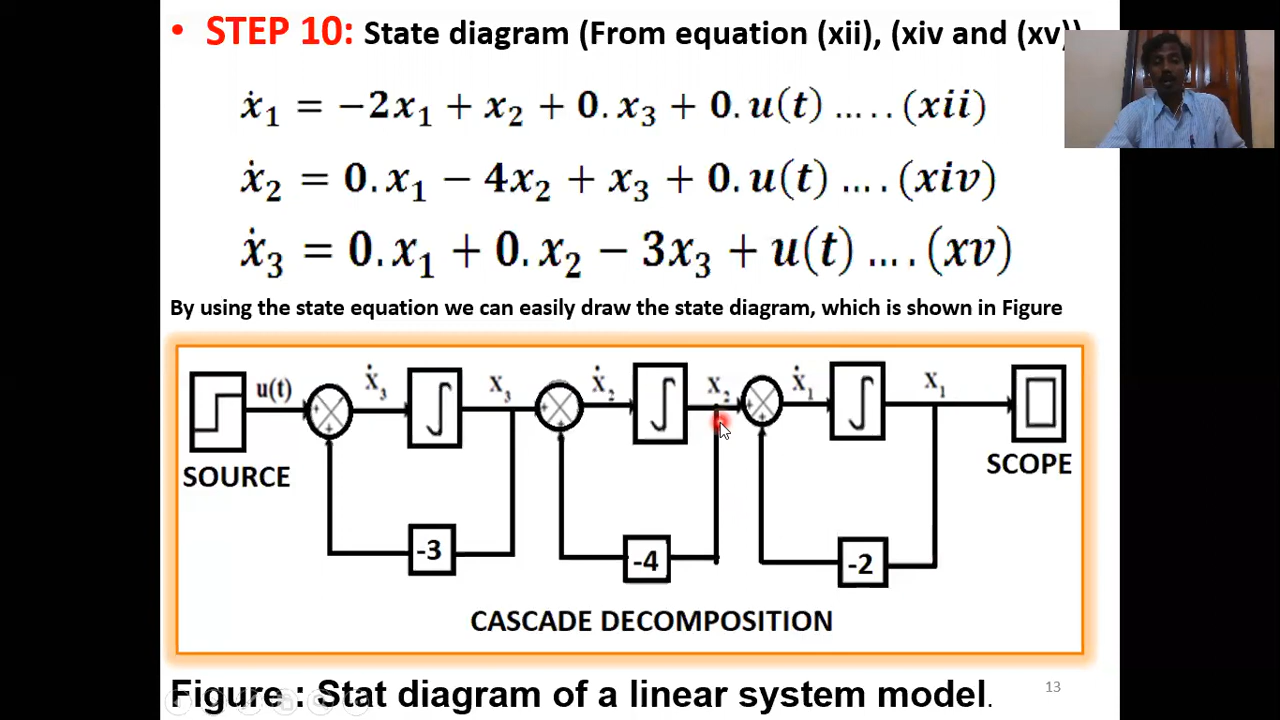 • STEP 10: State diagram (From equation (xii), (xiv and (xv))
ẋ₁ = −2x₁ + x₂ + 0. x₃ + 0. u(t) ..... (xii)
ẋ₂ = 0. x₁ − 4x₂ + x₃ + 0. u(t) .... (xiv)
ẋ₃ = 0. x₁ + 0. x₂ − 3x₃ + u(t) .... (xv)
By using the state equation we can easily draw the state diagram, which is shown in Figure
u(t) ẋ₃ ∫ x₃ ẋ₂ ∫ x₂ ẋ₁ ∫ x₁
SOURCE SCOPE
-3 -4 -2
CASCADE DECOMPOSITION
Figure : Stat diagram of a linear system model.
13